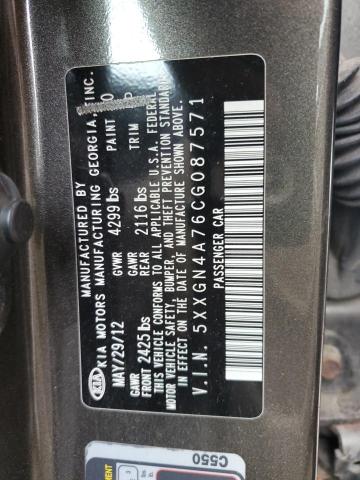 MANUFACTURED BY
KIA MOTORS MANUFACTURING GEORGIA, INC.
KIA
MAY/29/12 GVWR 4299 lbs PAINT
GAWR FRONT 2425 lbs GAWR REAR 2116 lbs TRIM
THIS VEHICLE CONFORMS TO ALL APPLICABLE U.S.A. FEDERAL
MOTOR VEHICLE SAFETY, BUMPER, AND THEFT PREVENTION STANDARDS
IN EFFECT ON THE DATE OF MANUFACTURE SHOWN ABOVE.
V.I.N. 5XXGN4A76CG087571
PASSENGER CAR
C550